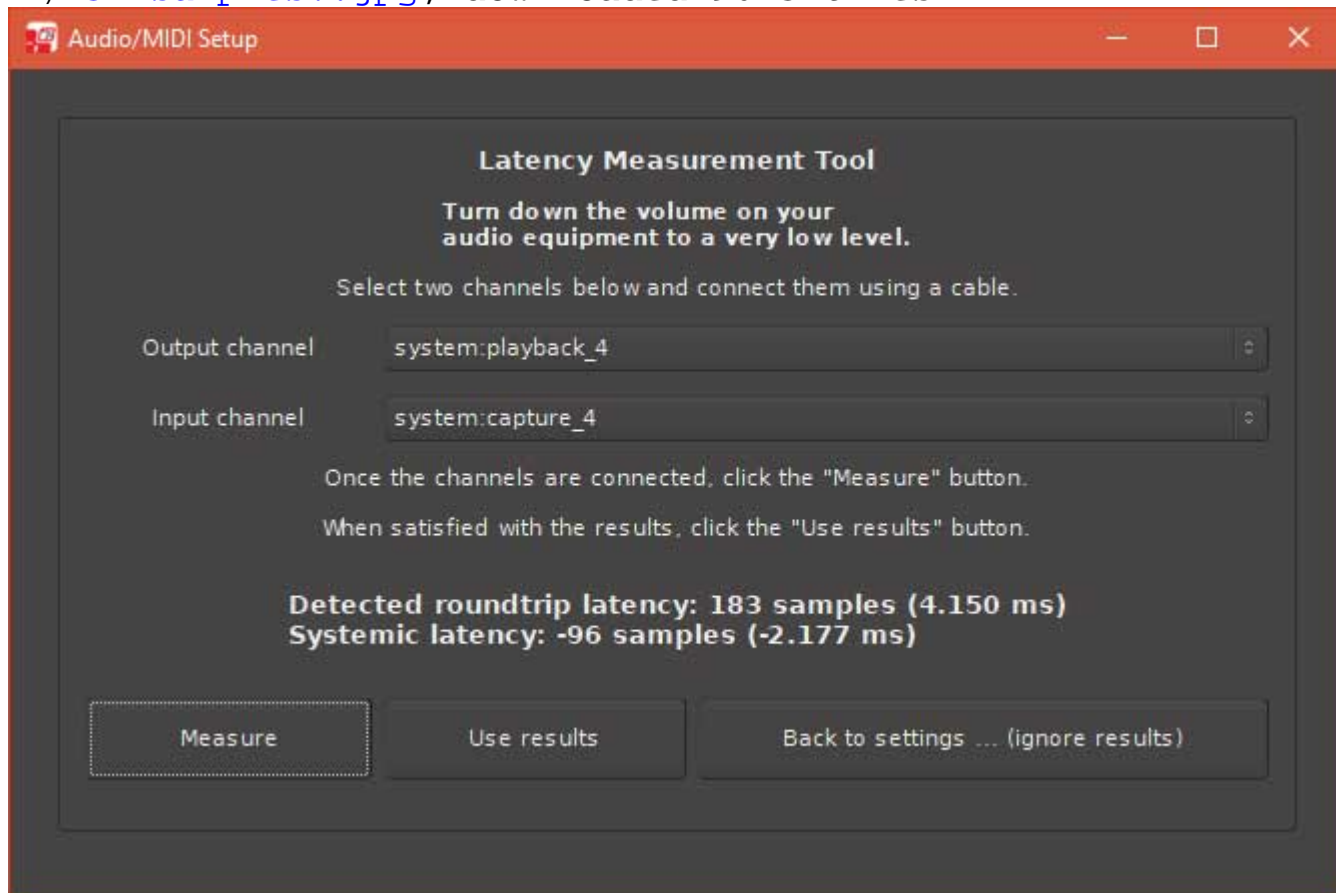 Audio/MIDI Setup
Latency Measurement Tool
Turn down the volume on your
audio equipment to a very low level.
Select two channels below and connect them using a cable.
Output channel system:playback_4
Input channel system:capture_4
Once the channels are connected, click the "Measure" button.
When satisfied with the results, click the "Use results" button.
Detected roundtrip latency: 183 samples (4.150 ms)
Systemic latency: -96 samples (-2.177 ms)
Measure Use results Back to settings ... (ignore results)